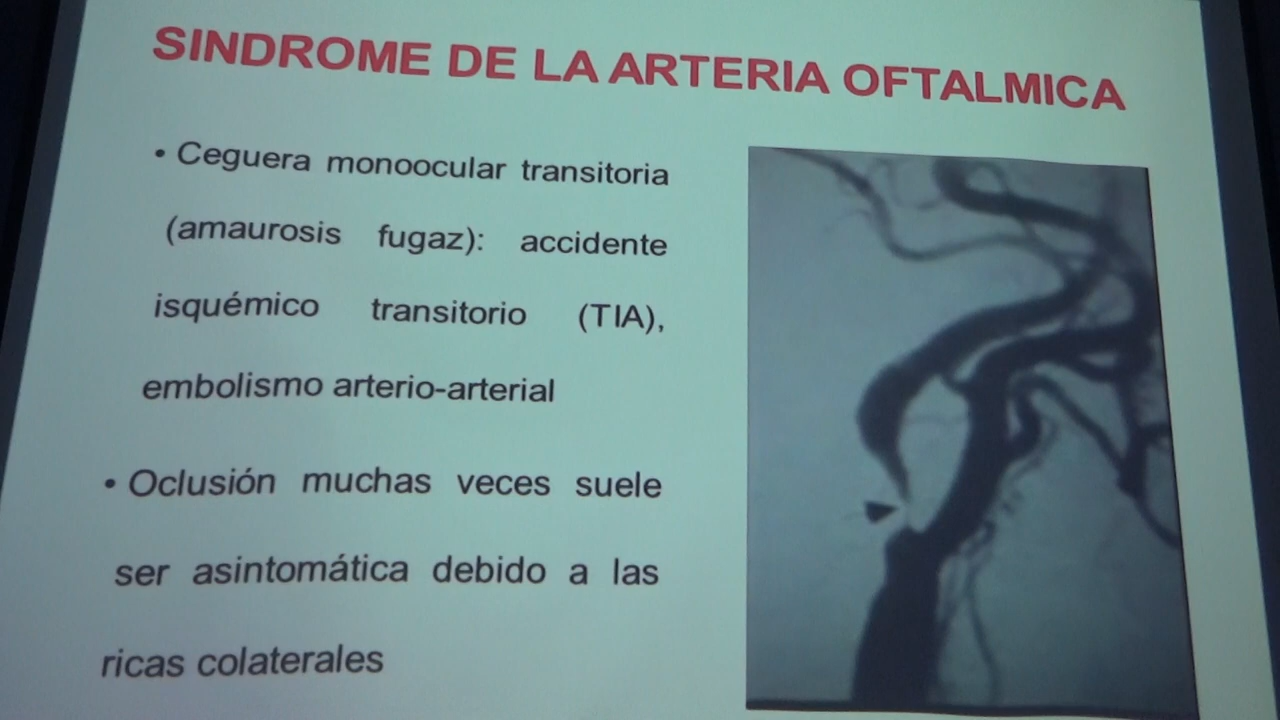 SINDROME DE LA ARTERIA OFTALMICA
• Ceguera monoocular transitoria
(amaurosis fugaz): accidente
isquémico transitorio (TIA),
embolismo arterio-arterial
• Oclusión muchas veces suele
ser asintomática debido a las
ricas colaterales